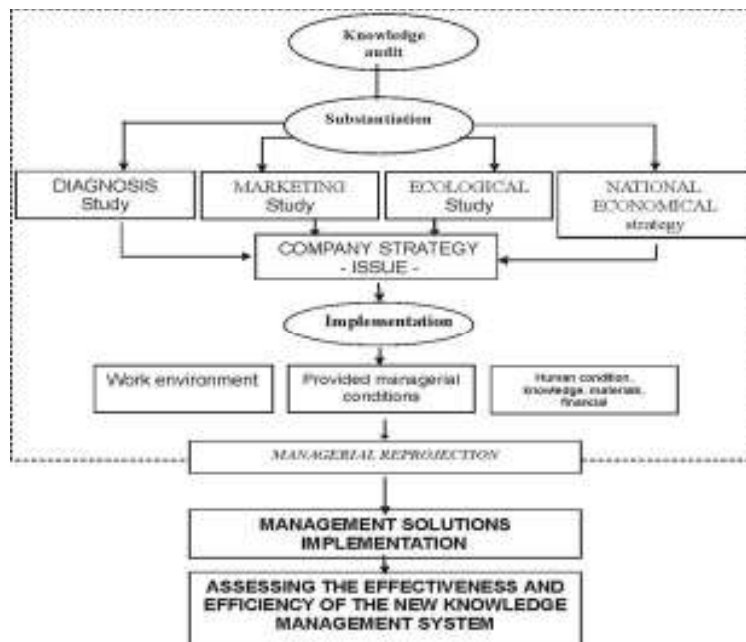 Knowledge
audit
Substantiation
DIAGNOSIS
Study
MARKETING
Study
ECOLOGICAL
Study
NATIONAL
ECONOMICAL
strategy
COMPANY STRATEGY
- ISSUE -
Implementation
Work environment
Provided managerial
conditions
Human condition,
knowledge, materials,
financial
MANAGERIAL REPROJECTION
MANAGEMENT SOLUTIONS
IMPLEMENTATION
ASSESSING THE EFFECTIVENESS AND
EFFICIENCY OF THE NEW KNOWLEDGE
MANAGEMENT SYSTEM